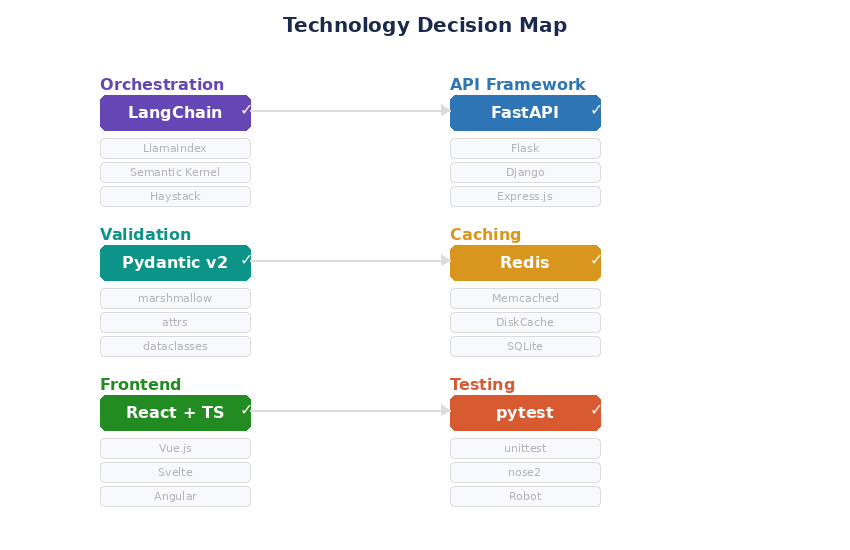 Technology Decision Map
Orchestration
LangChain ✓
LlamaIndex
Semantic Kernel
Haystack
API Framework
FastAPI ✓
Flask
Django
Express.js
Validation
Pydantic v2 ✓
marshmallow
attrs
dataclasses
Caching
Redis ✓
Memcached
DiskCache
SQLite
Frontend
React + TS ✓
Vue.js
Svelte
Angular
Testing
pytest ✓
unittest
nose2
Robot